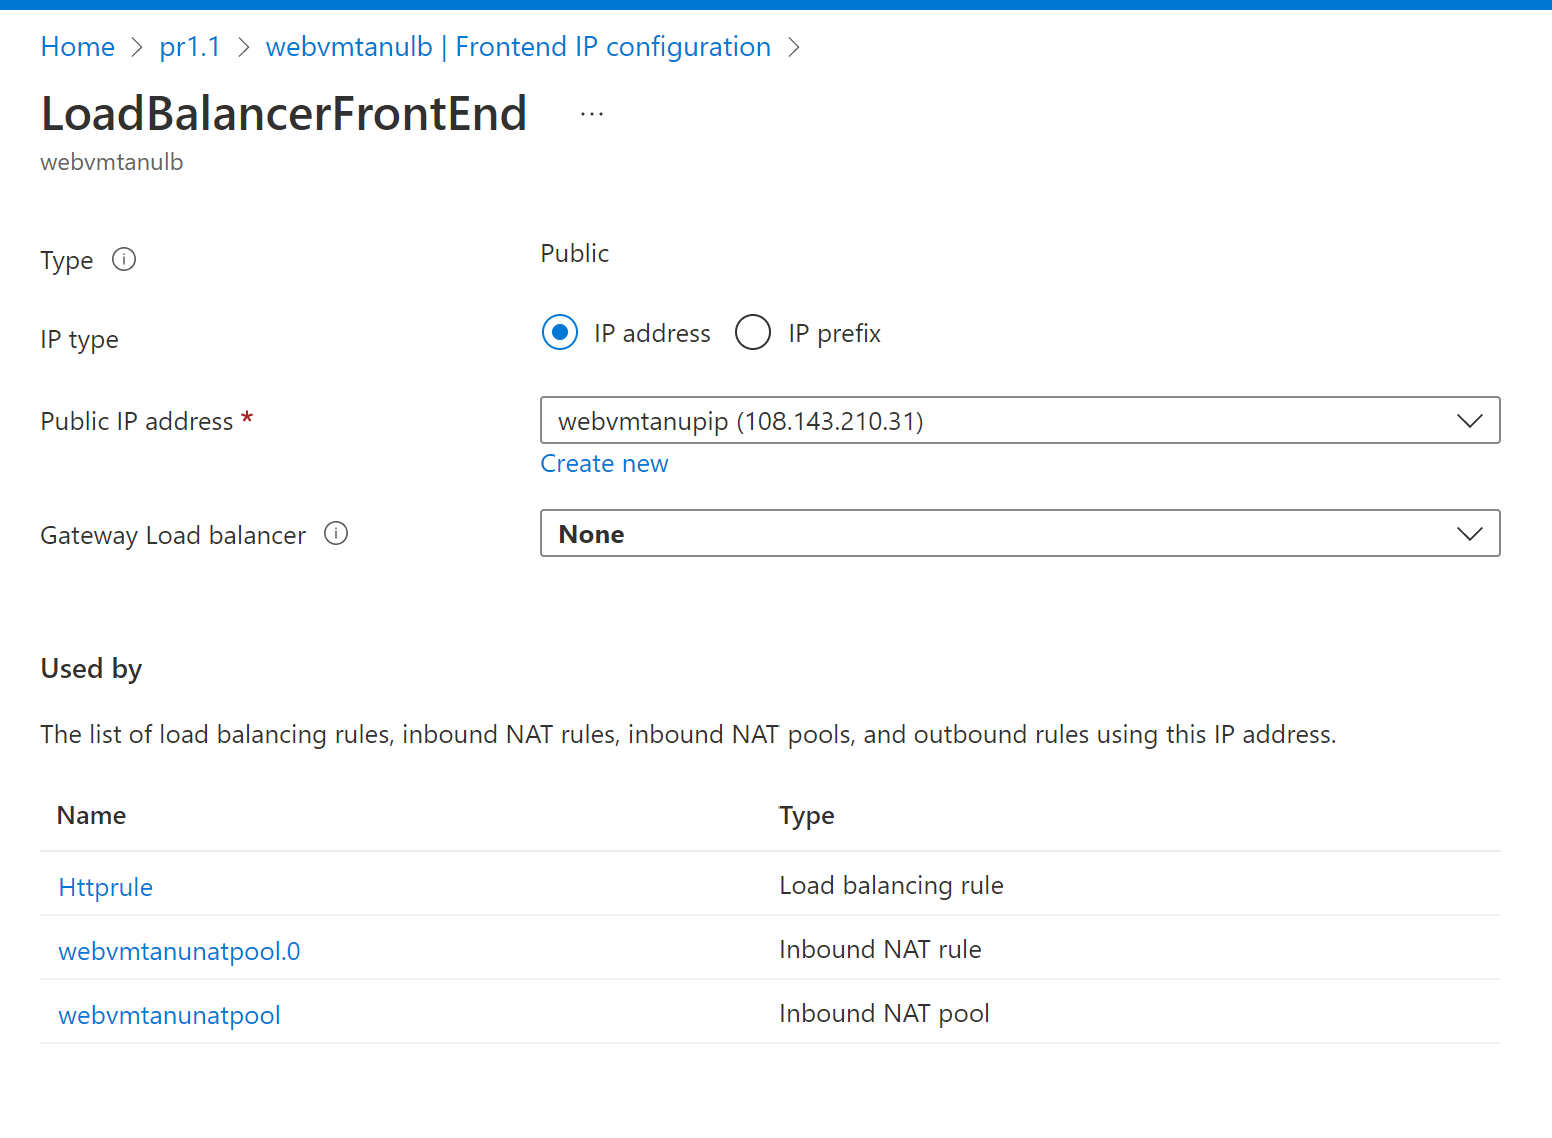 Home > pr1.1 > webvmtanulb | Frontend IP configuration >
LoadBalancerFrontEnd ...
webvmtanulb
Type Public
IP type IP address IP prefix
Public IP address * webvmtanupip (108.143.210.31)
Create new
Gateway Load balancer None
Used by
The list of load balancing rules, inbound NAT rules, inbound NAT pools, and outbound rules using this IP address.
Name Type
Httprule Load balancing rule
webvmtanunatpool.0 Inbound NAT rule
webvmtanunatpool Inbound NAT pool